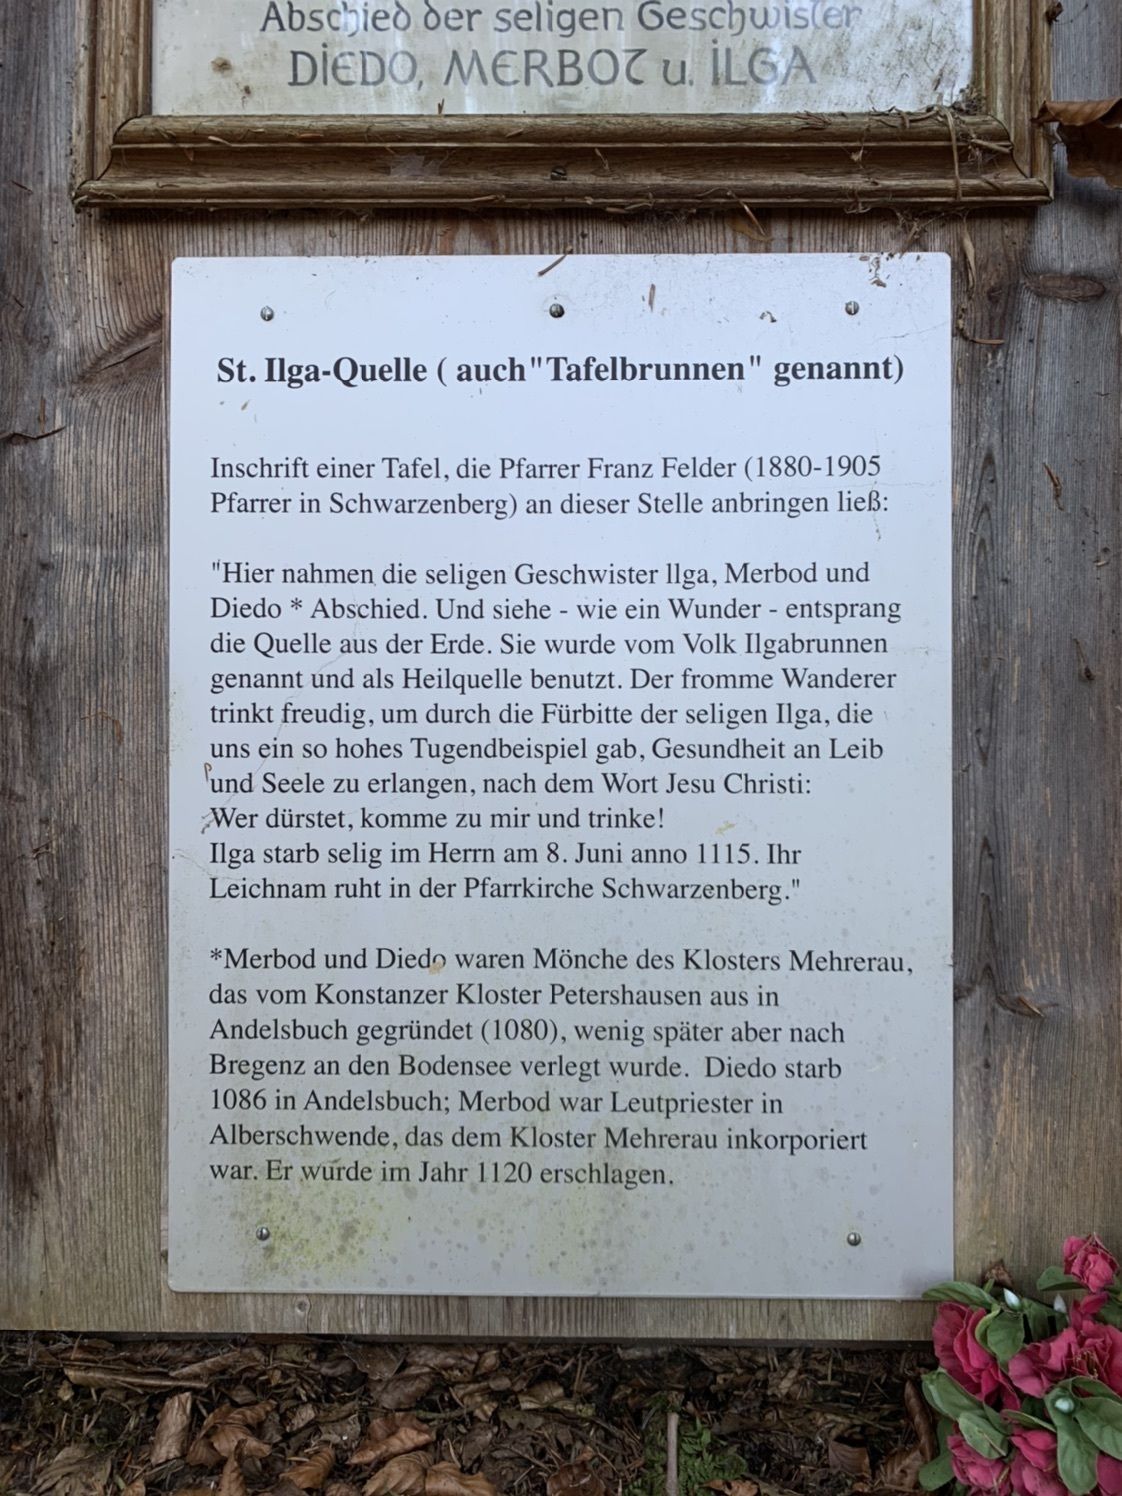 Abschied der seligen Geschwister
DIEDO, MERBOT u. ILGA
St. Ilga-Quelle ( auch "Tafelbrunnen" genannt)
Inschrift einer Tafel, die Pfarrer Franz Felder (1880-1905
Pfarrer in Schwarzenberg) an dieser Stelle anbringen ließ:
"Hier nahmen die seligen Geschwister llga, Merbod und
Diedo * Abschied. Und siehe - wie ein Wunder - entsprang
die Quelle aus der Erde. Sie wurde vom Volk Ilgabrunnen
genannt und als Heilquelle benutzt. Der fromme Wanderer
trinkt freudig, um durch die Fürbitte der seligen Ilga, die
uns ein so hohes Tugendbeispiel gab, Gesundheit an Leib
und Seele zu erlangen, nach dem Wort Jesu Christi:
Wer dürstet, komme zu mir und trinke!
Ilga starb selig im Herrn am 8. Juni anno 1115. Ihr
Leichnam ruht in der Pfarrkirche Schwarzenberg."
*Merbod und Diedo waren Mönche des Klosters Mehrerau,
das vom Konstanzer Kloster Petershausen aus in
Andelsbuch gegründet (1080), wenig später aber nach
Bregenz an den Bodensee verlegt wurde. Diedo starb
1086 in Andelsbuch; Merbod war Leutpriester in
Alberschwende, das dem Kloster Mehrerau inkorporiert
war. Er wurde im Jahr 1120 erschlagen.